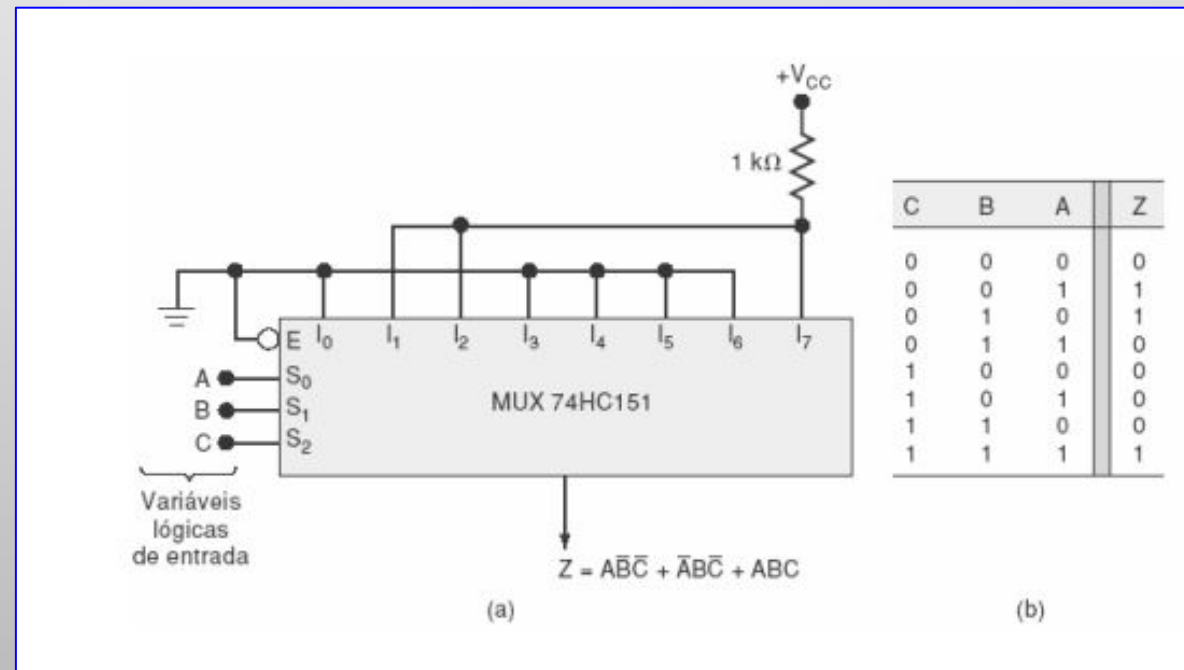 +V_CC
1 kΩ
E I₀ I₁ I₂ I₃ I₄ I₅ I₆ I₇
A S₀
B S₁
C S₂
MUX 74HC151
Variáveis
lógicas
de entrada
Z = AB̅C̅ + A̅BC̅ + ABC
(a)
C B A Z
0 0 0 0
0 0 1 1
0 1 0 1
0 1 1 0
1 0 0 0
1 0 1 0
1 1 0 0
1 1 1 1
(b)